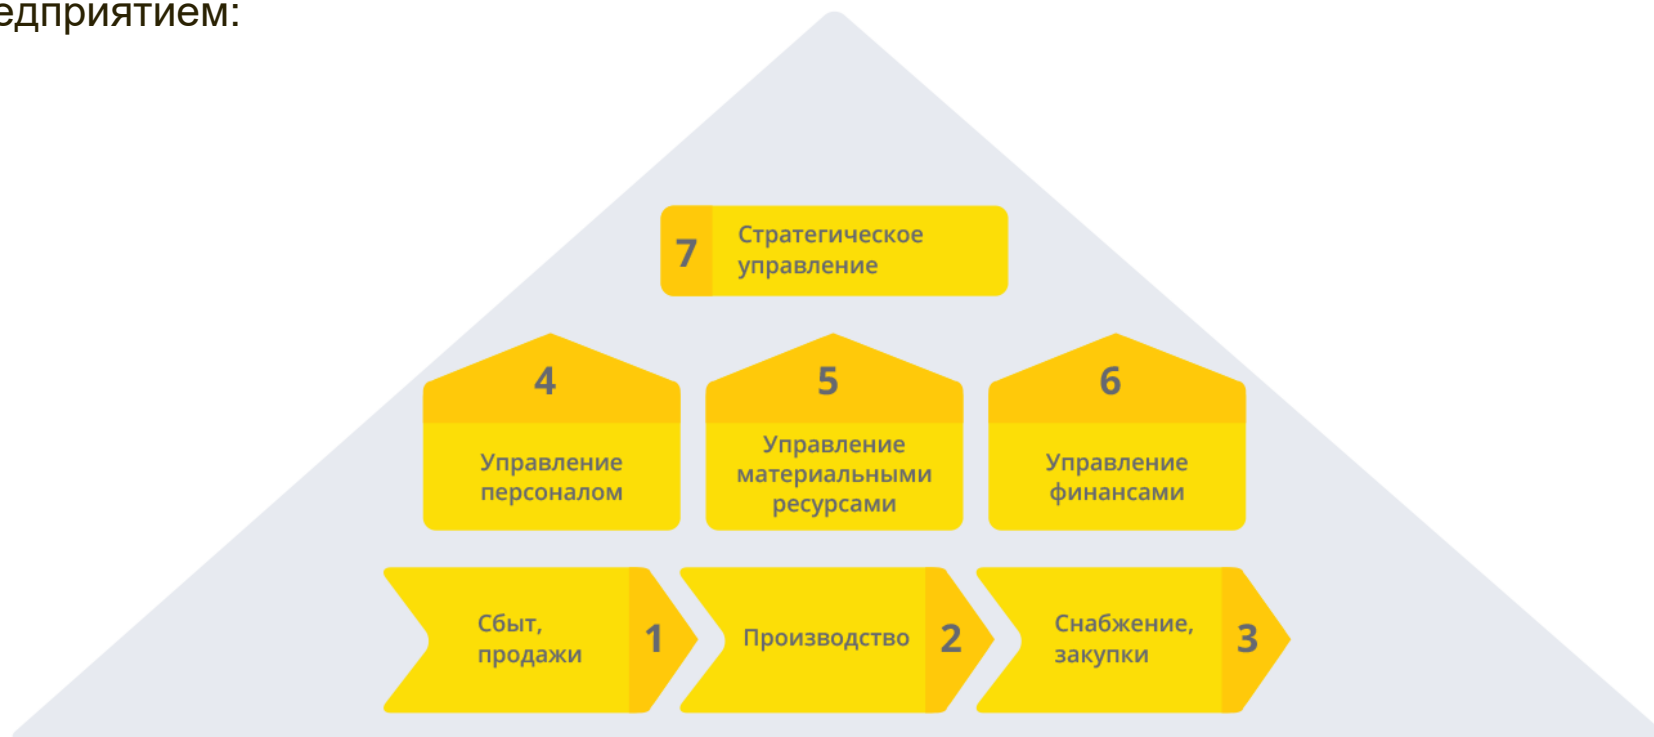 едприятием:
7
Стратегическое
управление
4
5
6
Управление
персоналом
Управление
материальными
ресурсами
Управление
финансами
Сбыт,
продажи
1
Производство
2
Снабжение,
закупки
3